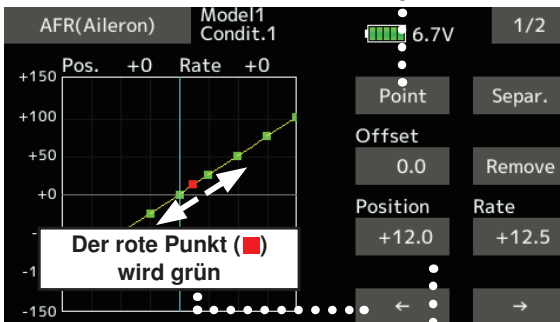 AFR(Aileron)
Model1
Condit.1
6.7V
1/2
Pos. +0 Rate +0
+150
+100
+50
+0
-1
-150
Der rote Punkt (■)
wird grün
Point
Separ.
Offset
0.0
Remove
Position
Rate
+12.0
+12.5
←
→